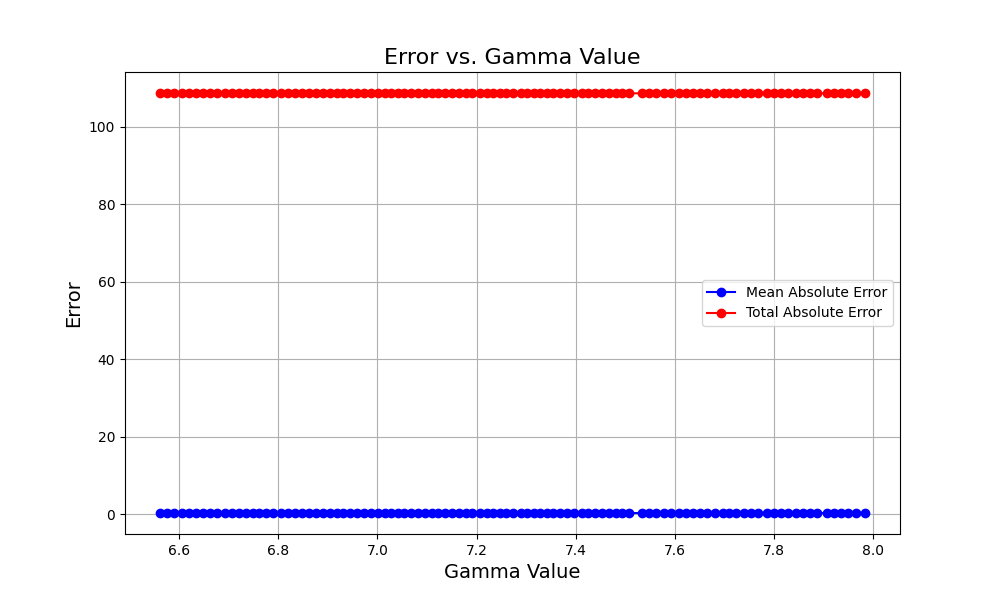 Error vs. Gamma Value
100
80
60
40
20
0
Error
Mean Absolute Error
Total Absolute Error
6.6 6.8 7.0 7.2 7.4 7.6 7.8 8.0
Gamma Value